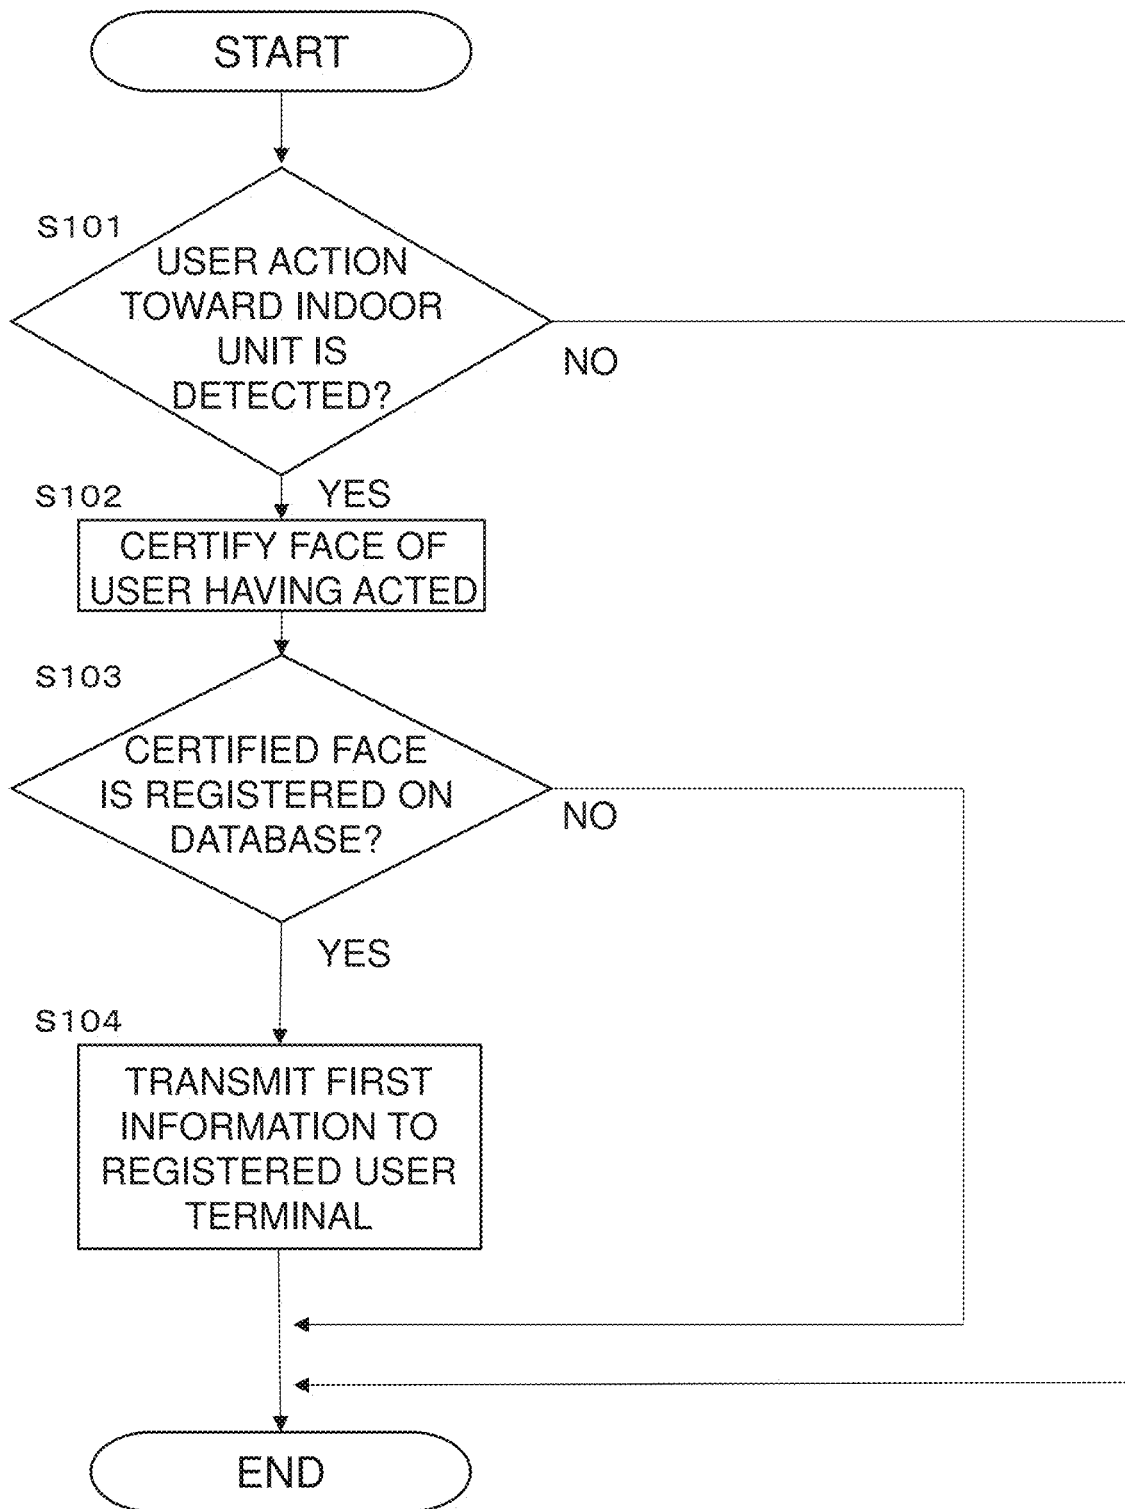 START
S101
USER ACTION
TOWARD INDOOR
UNIT IS
DETECTED?
NO
YES
S102
CERTIFY FACE OF
USER HAVING ACTED
S103
CERTIFIED FACE
IS REGISTERED ON
DATABASE?
NO
YES
S104
TRANSMIT FIRST
INFORMATION TO
REGISTERED USER
TERMINAL
END